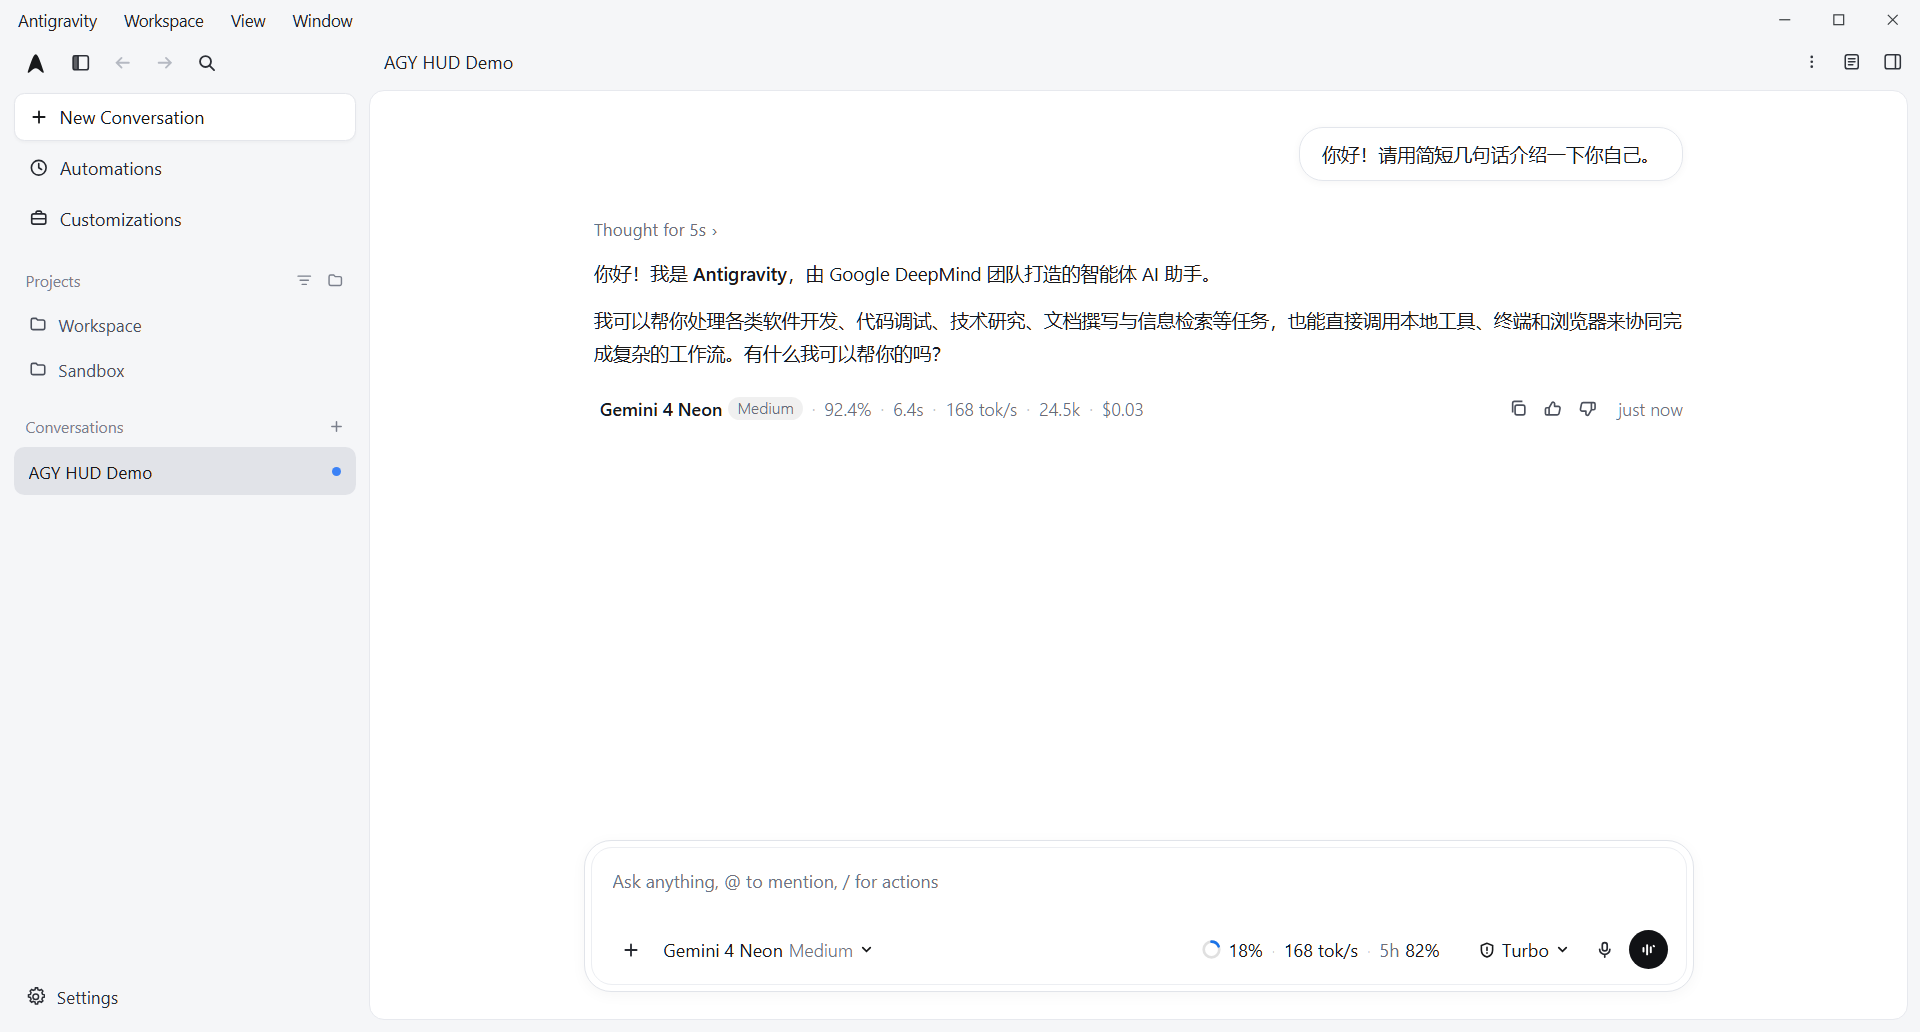 Antigravity Workspace View Window
AGY HUD Demo
New Conversation
Automations
Customizations
Projects
Workspace
Sandbox
Conversations
AGY HUD Demo
Settings
你好！请用简短几句话介绍一下你自己。
Thought for 5s ›
你好！我是 Antigravity，由 Google DeepMind 团队打造的智能体 AI 助手。
我可以帮你处理各类软件开发、代码调试、技术研究、文档撰写与信息检索等任务，也能直接调用本地工具、终端和浏览器来协同完
成复杂的工作流。有什么我可以帮你的吗？
Gemini 4 Neon Medium · 92.4% · 6.4s · 168 tok/s · 24.5k · $0.03 just now
Ask anything, @ to mention, / for actions
Gemini 4 Neon Medium 18% · 168 tok/s · 5h 82% Turbo